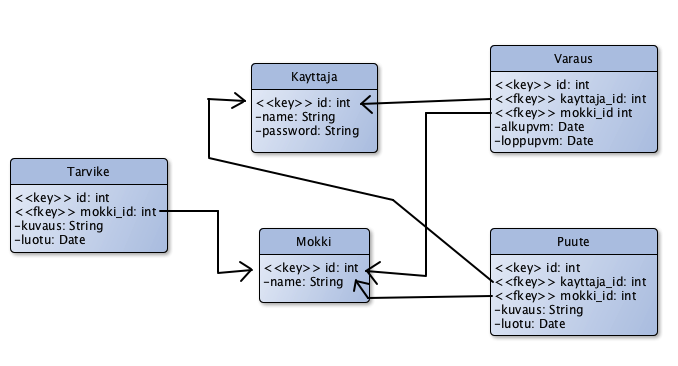 Kayttaja
<<key>> id: int
-name: String
-password: String
Varaus
<<key>> id: int
<<fkey>> kayttaja_id: int
<<fkey>> mokki_id int
-alkupvm: Date
-loppupvm: Date
Tarvike
<<key>> id: int
<<fkey>> mokki_id: int
-kuvaus: String
-luotu: Date
Mokki
<<key>> id: int
-name: String
Puute
<<key>> id: int
<<fkey>> kayttaja_id: int
<<fkey>> mokki_id: int
-kuvaus: String
-luotu: Date